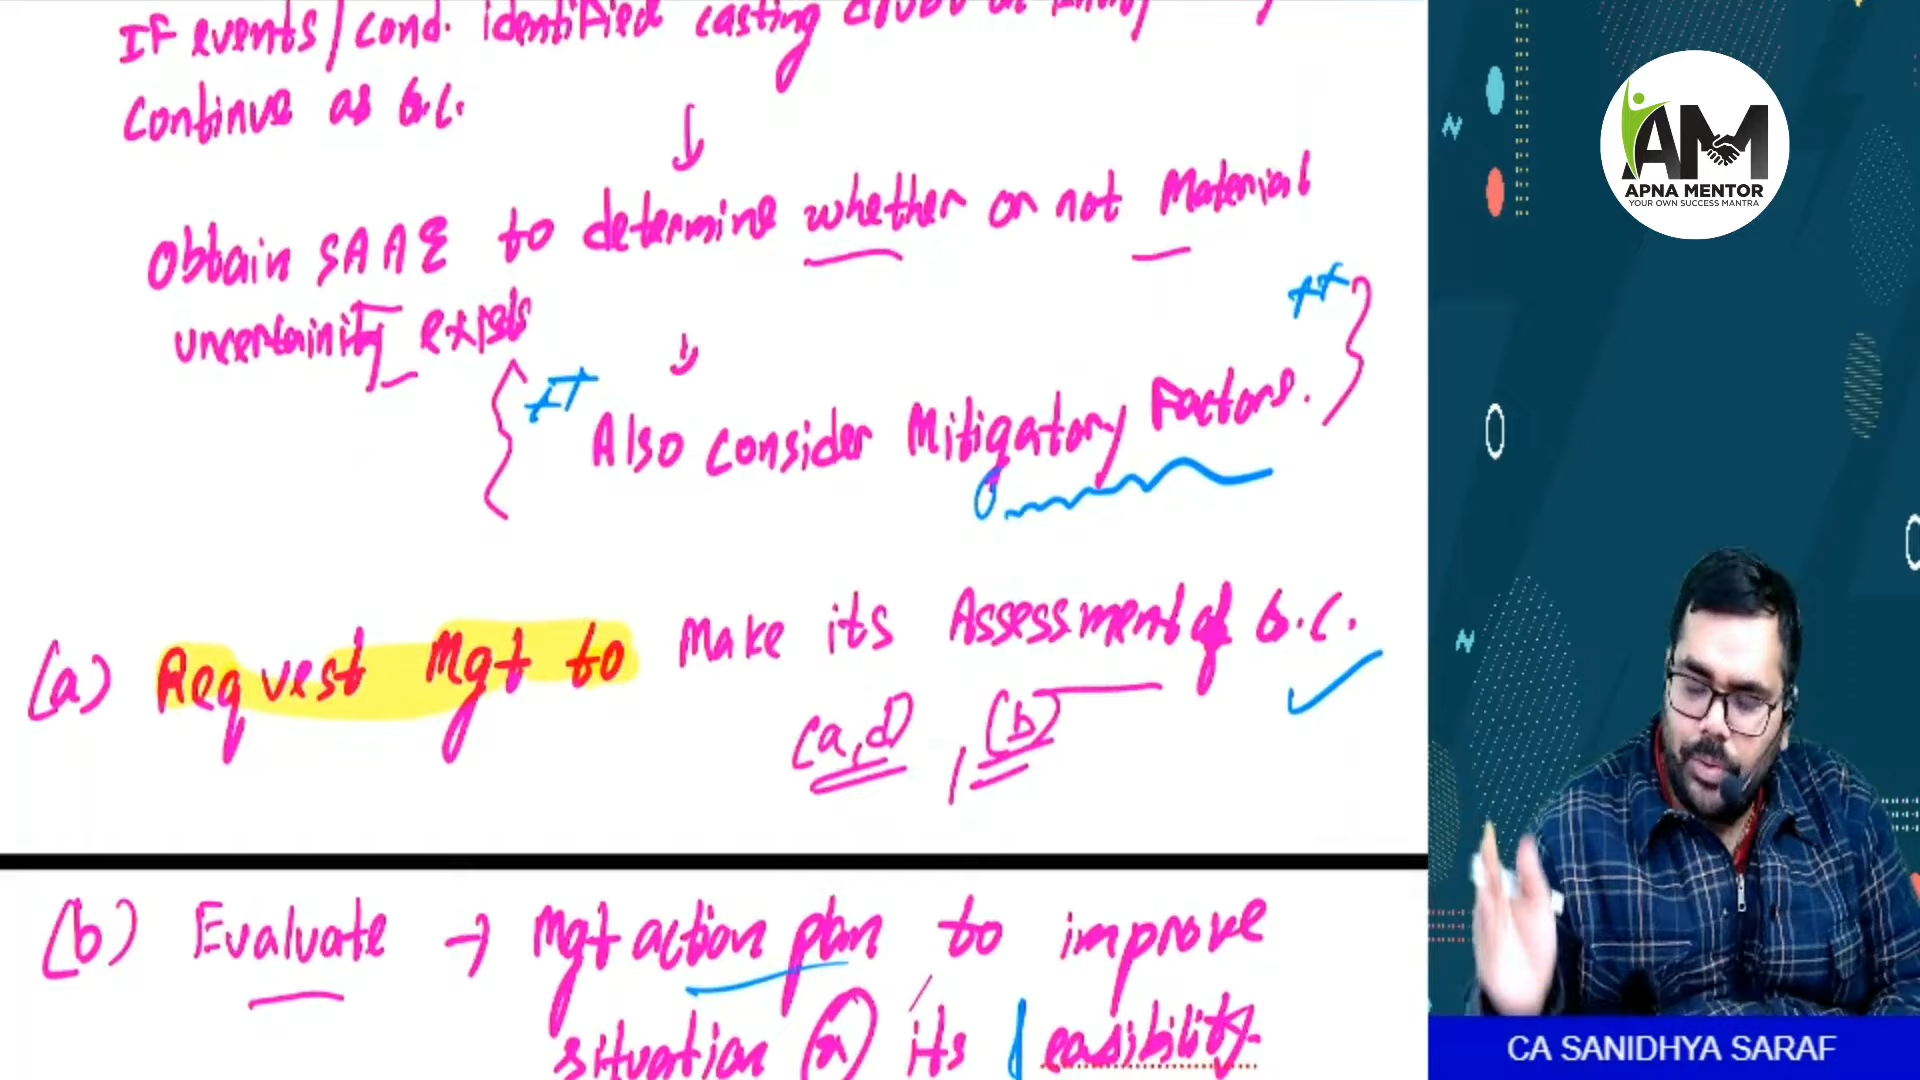 IF events/cond. identified casting
Continue as G.C.
Obtain SAAE to determine whether or not Material
uncertainity exists
Also consider Mitigatory Factors.
(a) Request Mgt to Make its Assessment of G.C.
(a,d) , (b)
(b) Evaluate → Mgt action plan to improve
situation & its feasibility
AM
APNA MENTOR
YOUR OWN SUCCESS MANTRA
CA SANIDHYA SARAF